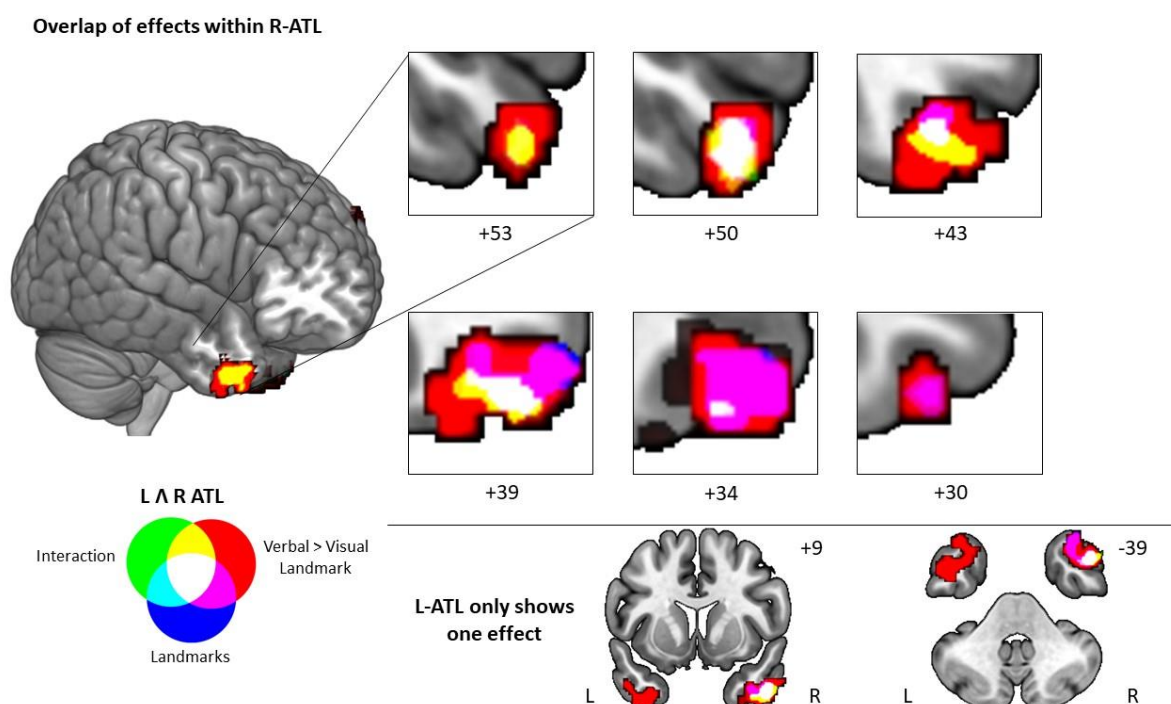 Overlap of effects within R-ATL
+53
+50
+43
+39
+34
+30
L Λ R ATL
Interaction
Verbal > Visual
Landmark
Landmarks
L-ATL only shows
one effect
+9
L
R
-39
L
R